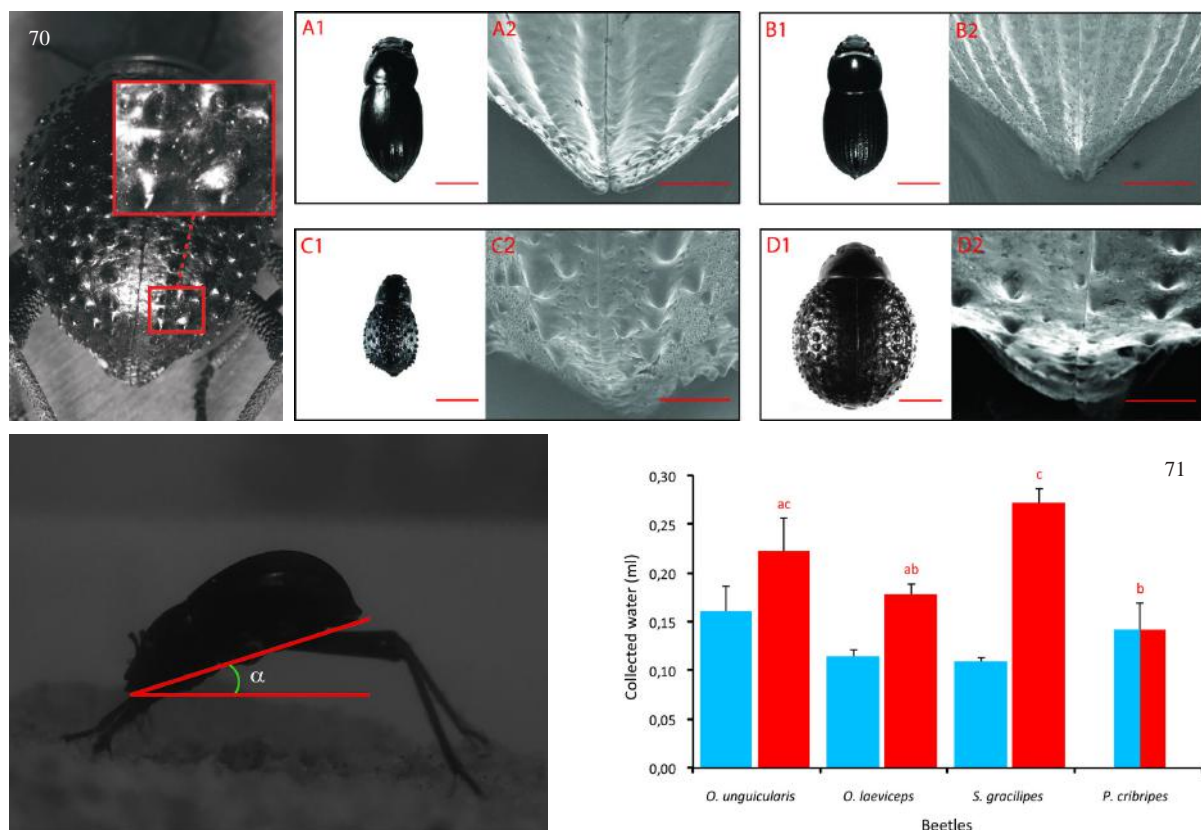 70
A1
A2
B1
B2
C1
C2
D1
D2
α
71
Collected water (ml)
0,30
0,25
0,20
0,15
0,10
0,05
0,00
ac
ab
c
b
O. unguicularis
O. laeviceps
S. gracilipes
P. cribripes
Beetles